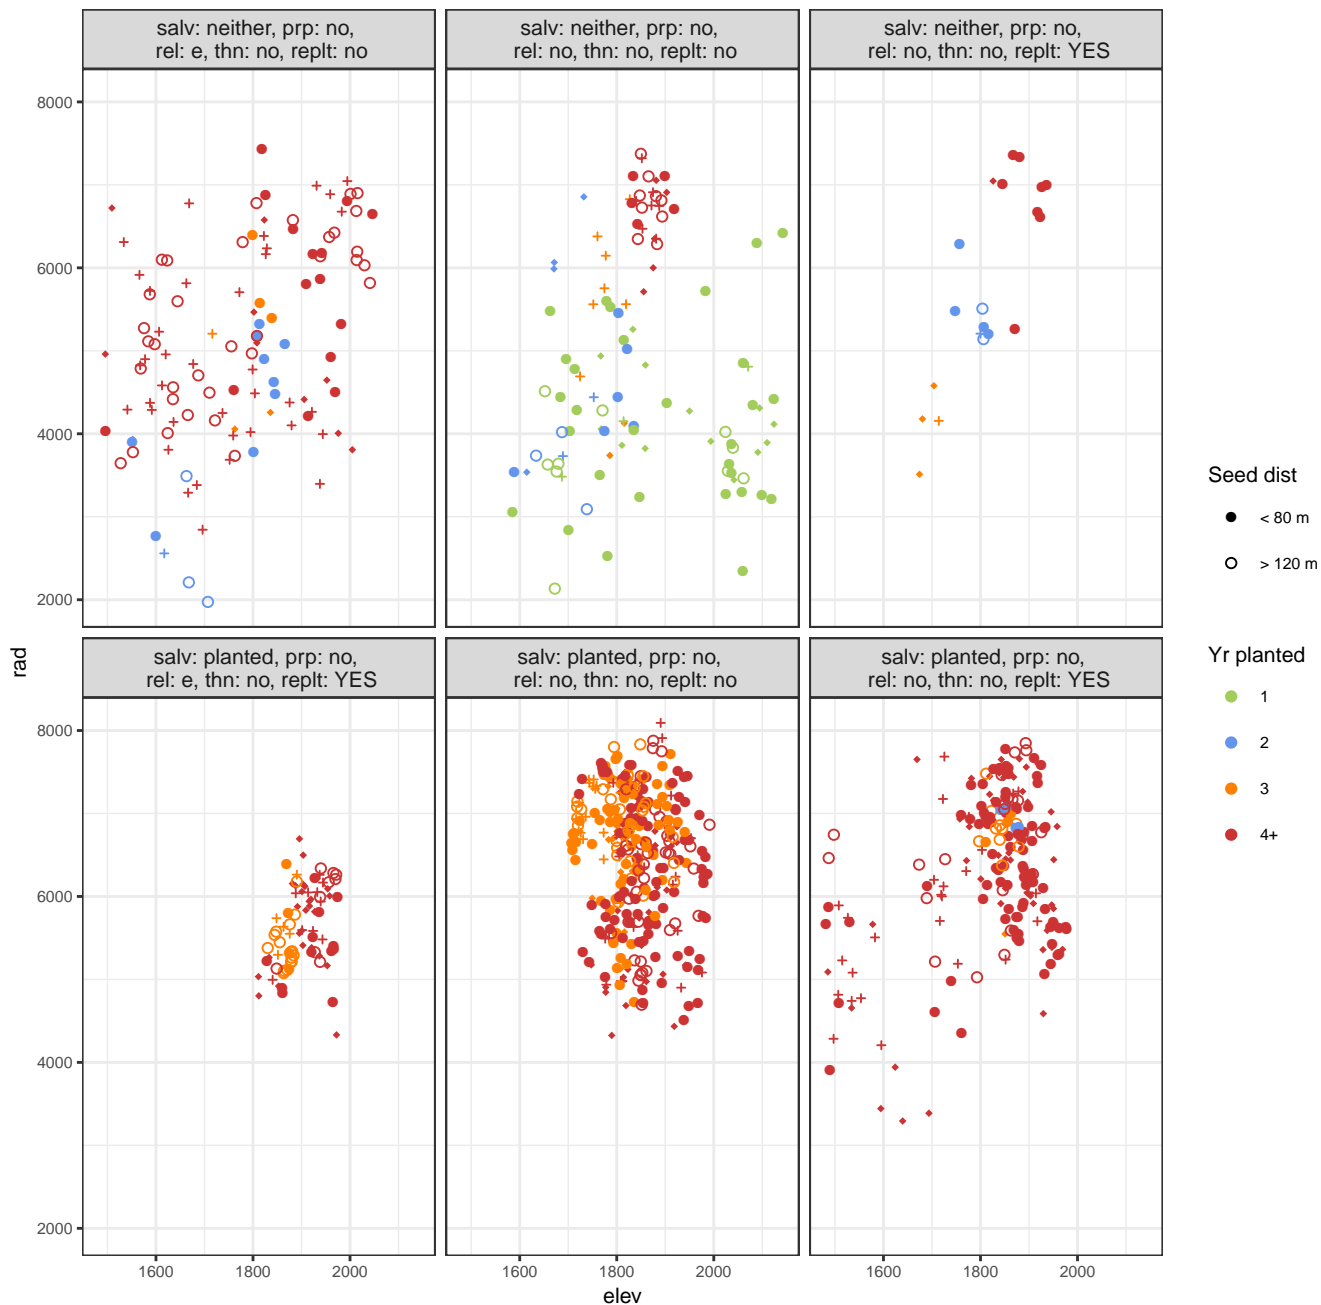 salv: neither, prp: no,
rel: e, thn: no, replt: no
salv: neither, prp: no,
rel: no, thn: no, replt: no
salv: neither, prp: no,
rel: no, thn: no, replt: YES
8000
6000
4000
2000
salv: planted, prp: no,
rel: e, thn: no, replt: YES
salv: planted, prp: no,
rel: no, thn: no, replt: no
salv: planted, prp: no,
rel: no, thn: no, replt: YES
8000
6000
4000
2000
rad
1600 1800 2000
1600 1800 2000
1600 1800 2000
elev
Seed dist
< 80 m
> 120 m
Yr planted
1
2
3
4+